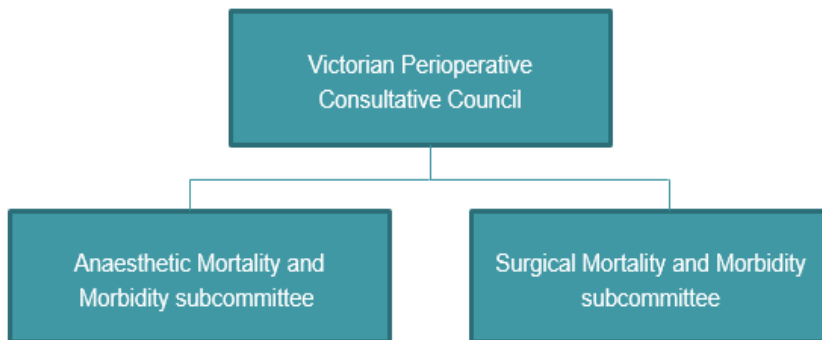 Victorian Perioperative
Consultative Council
Anaesthetic Mortality and
Morbidity subcommittee
Surgical Mortality and Morbidity
subcommittee